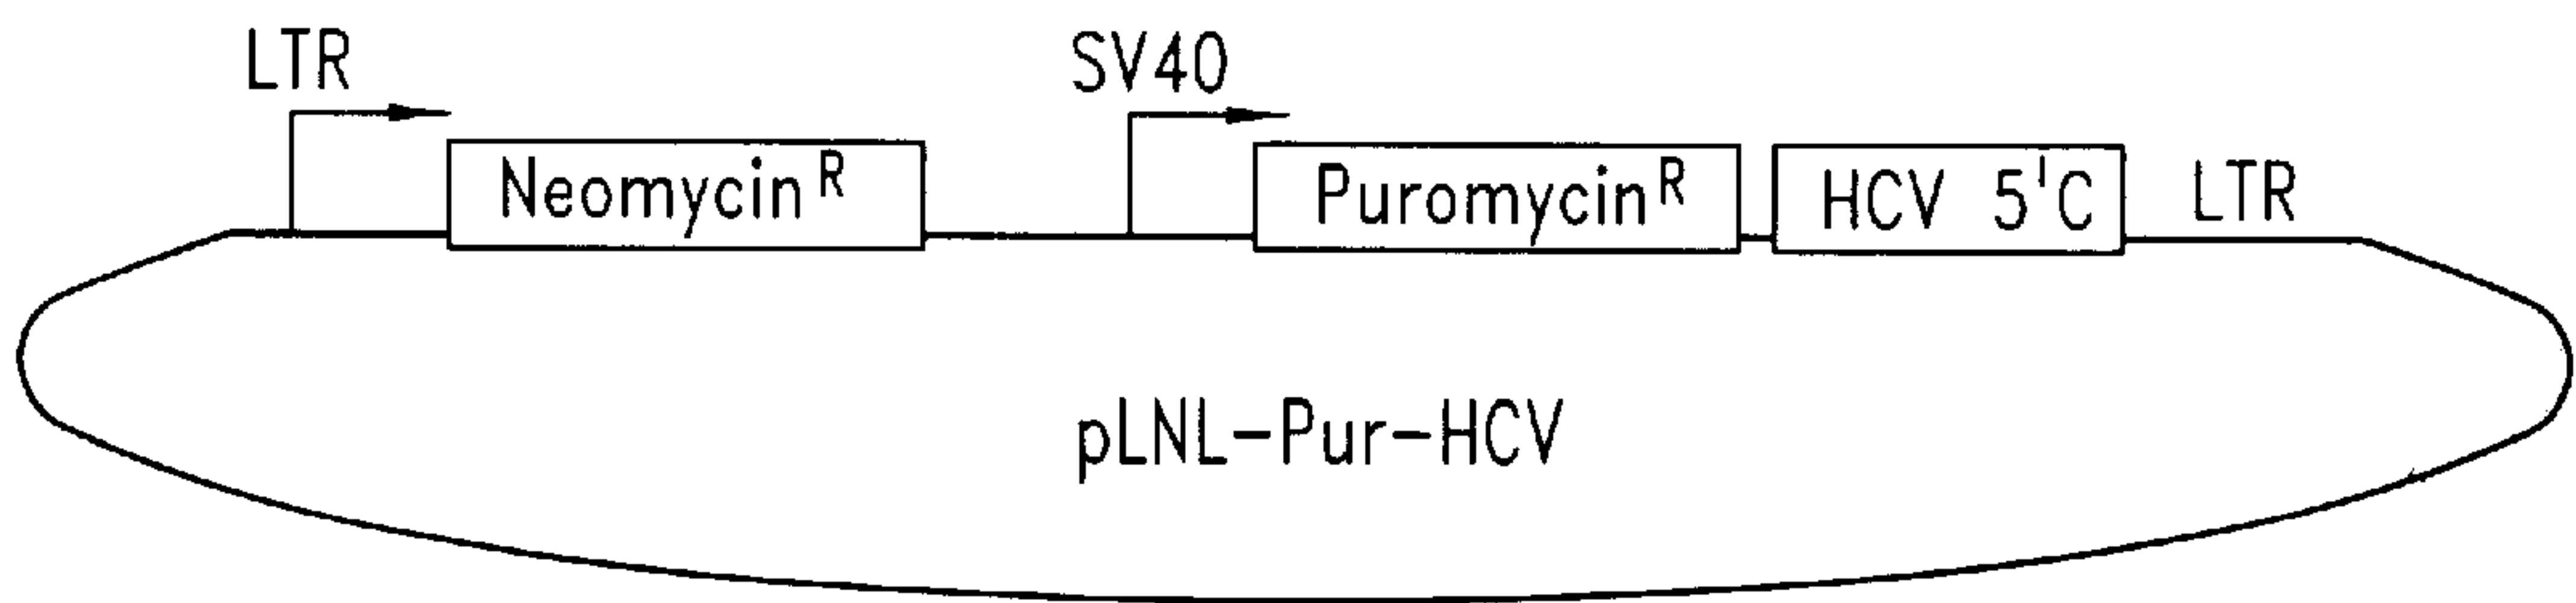 LTR
SV40
Neomycin^R
Puromycin^R
HCV 5'C
LTR
pLNL-Pur-HCV